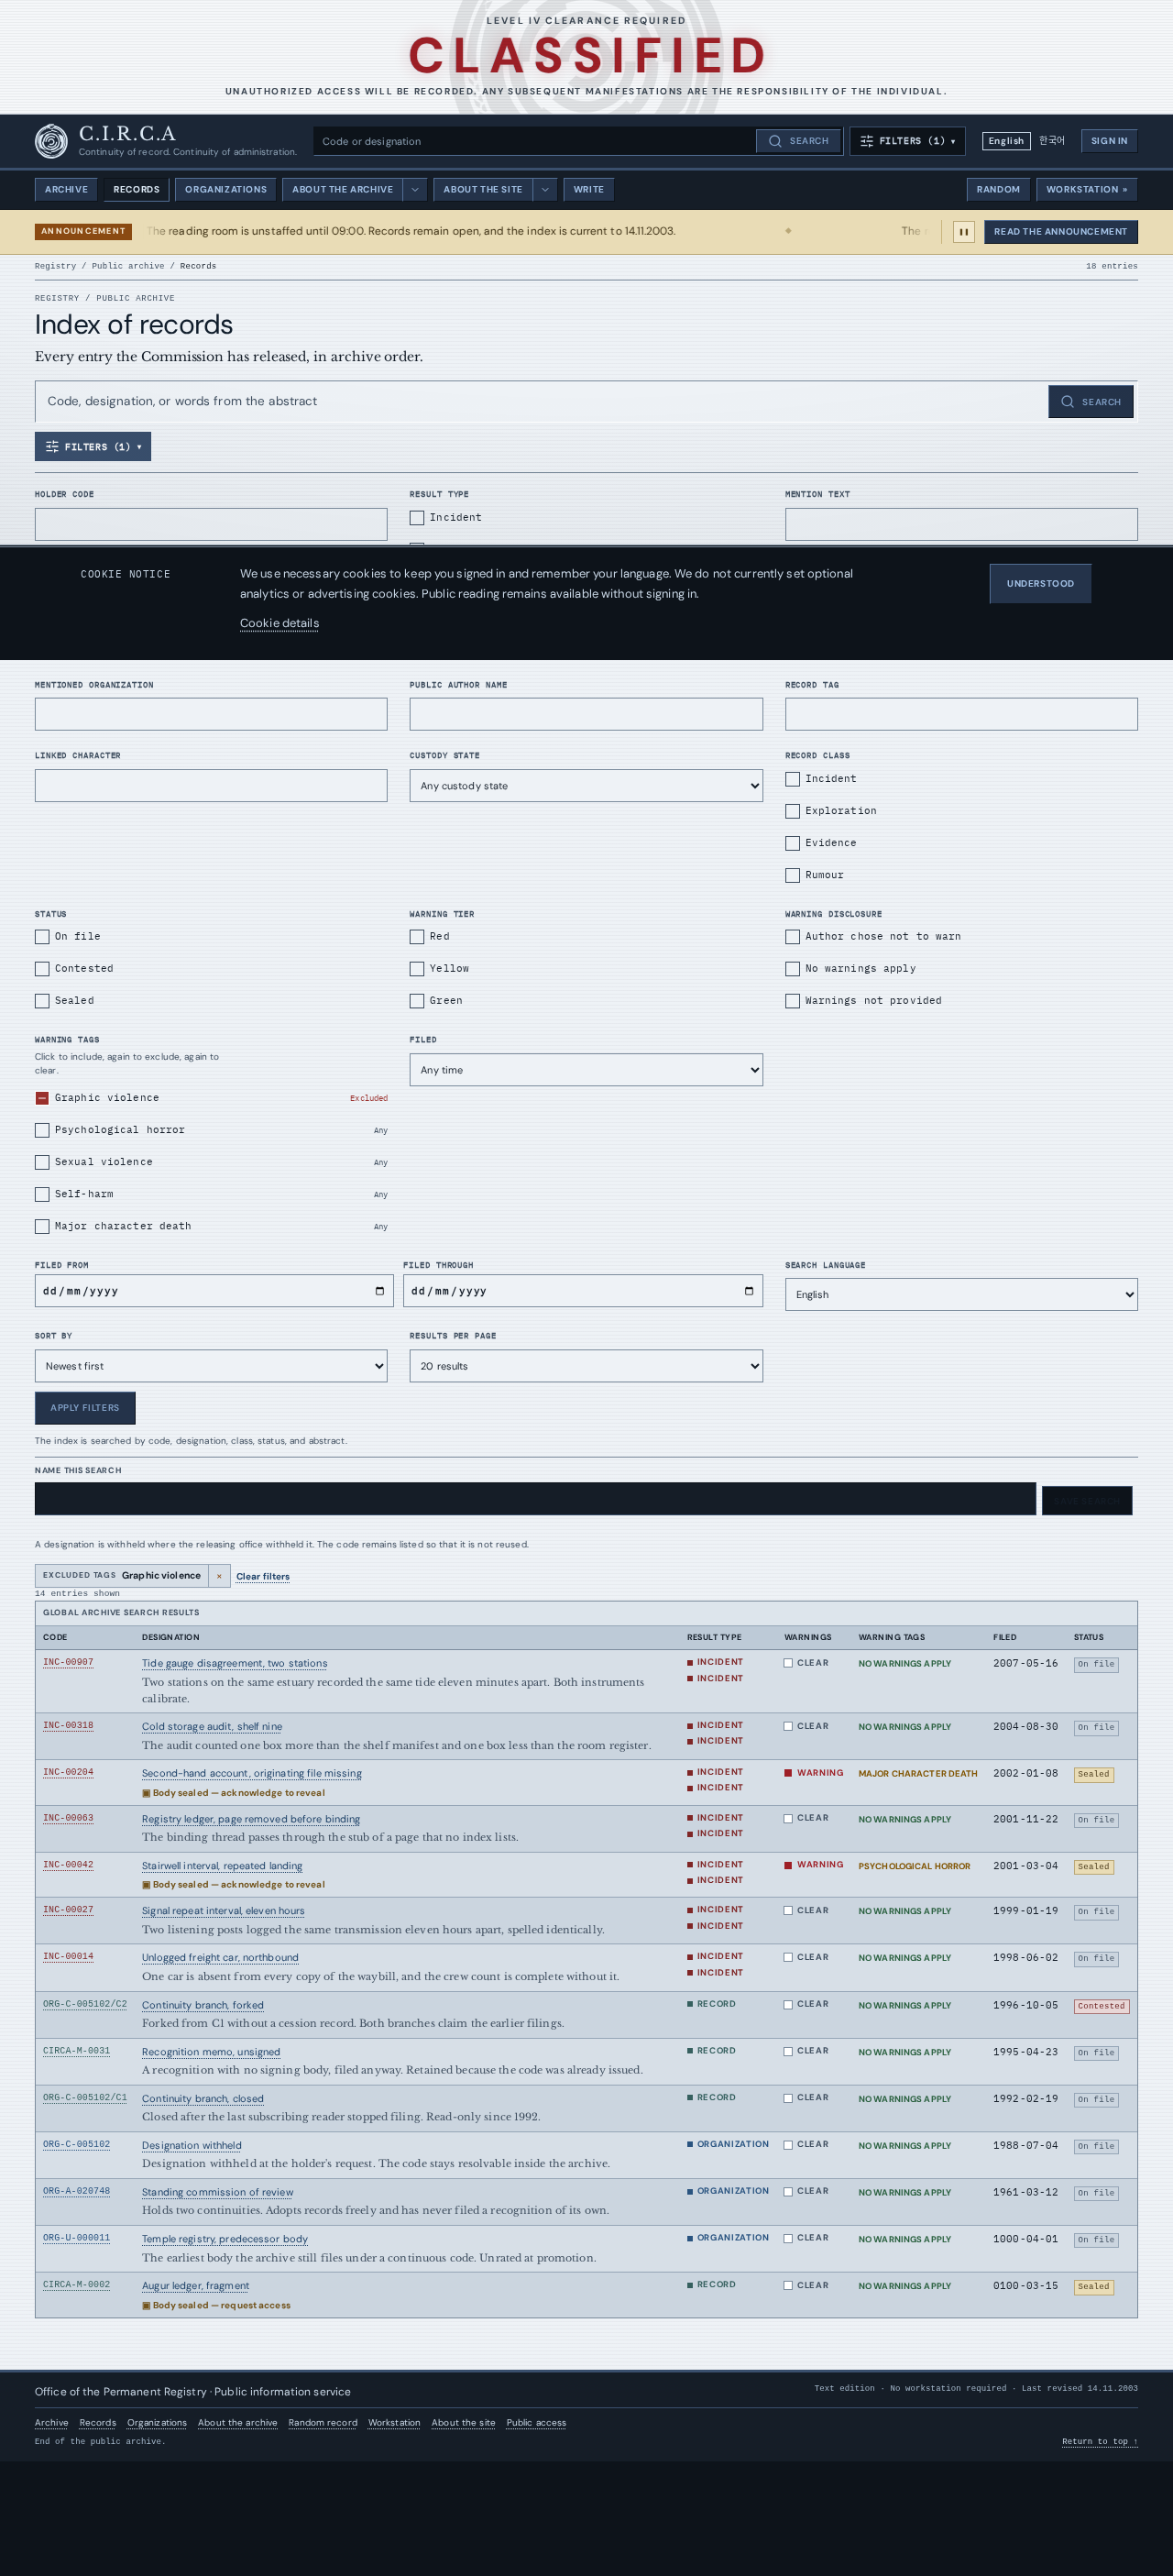 LEVEL IV CLEARANCE REQUIRED
CLASSIFIED
UNAUTHORIZED ACCESS WILL BE RECORDED. ANY SUBSEQUENT MANIFESTATIONS ARE THE RESPONSIBILITY OF THE INDIVIDUAL.
C.I.R.C.A
Continuity of record. Continuity of administration.
Code or designation
SEARCH
FILTERS (1) ▾
English
한국어
SIGN IN
ARCHIVE
RECORDS
ORGANIZATIONS
ABOUT THE ARCHIVE
ABOUT THE SITE
WRITE
RANDOM
WORKSTATION »
ANNOUNCEMENT
The reading room is unstaffed until 09:00. Records remain open, and the index is current to 14.11.2003.
◆
The
READ THE ANNOUNCEMENT
Registry / Public archive / Records
18 entries
REGISTRY / PUBLIC ARCHIVE
Index of records
Every entry the Commission has released, in archive order.
Code, designation, or words from the abstract
SEARCH
FILTERS (1) ▾
HOLDER CODE
RESULT TYPE
MENTION TEXT
Incident
COOKIE NOTICE
We use necessary cookies to keep you signed in and remember your language. We do not currently set optional
analytics or advertising cookies. Public reading remains available without signing in.
UNDERSTOOD
Cookie details
MENTIONED ORGANIZATION
PUBLIC AUTHOR NAME
RECORD TAG
LINKED CHARACTER
CUSTODY STATE
RECORD CLASS
Any custody state
Incident
Exploration
Evidence
Rumour
STATUS
WARNING TIER
WARNING DISCLOSURE
On file
Red
Author chose not to warn
Contested
Yellow
No warnings apply
Sealed
Green
Warnings not provided
WARNING TAGS
FILED
Click to include, again to exclude, again to
clear.
Any time
Graphic violence
Excluded
Psychological horror
Any
Sexual violence
Any
Self-harm
Any
Major character death
Any
FILED FROM
FILED THROUGH
SEARCH LANGUAGE
dd/mm/yyyy
dd/mm/yyyy
English
SORT BY
RESULTS PER PAGE
Newest first
20 results
APPLY FILTERS
The index is searched by code, designation, class, status, and abstract.
NAME THIS SEARCH
A designation is withheld where the releasing office withheld it. The code remains listed so that it is not reused.
EXCLUDED TAGS Graphic violence ×
Clear filters
14 entries shown
GLOBAL ARCHIVE SEARCH RESULTS
CODE DESIGNATION RESULT TYPE WARNINGS WARNING TAGS FILED STATUS
INC-00907 Tide gauge disagreement, two stations INCIDENT CLEAR NO WARNINGS APPLY 2007-05-16 On file
INCIDENT
Two stations on the same estuary recorded the same tide eleven minutes apart. Both instruments
calibrate.
INC-00318 Cold storage audit, shelf nine INCIDENT CLEAR NO WARNINGS APPLY 2004-08-30 On file
The audit counted one box more than the shelf manifest and one box less than the room register. INCIDENT
INC-00204 Second-hand account, originating file missing INCIDENT WARNING MAJOR CHARACTER DEATH 2002-01-08 Sealed
▣ Body sealed — acknowledge to reveal INCIDENT
INC-00063 Registry ledger, page removed before binding INCIDENT CLEAR NO WARNINGS APPLY 2001-11-22 On file
The binding thread passes through the stub of a page that no index lists. INCIDENT
INC-00042 Stairwell interval, repeated landing INCIDENT WARNING PSYCHOLOGICAL HORROR 2001-03-04 Sealed
▣ Body sealed — acknowledge to reveal INCIDENT
INC-00027 Signal repeat interval, eleven hours INCIDENT CLEAR NO WARNINGS APPLY 1999-01-19 On file
Two listening posts logged the same transmission eleven hours apart, spelled identically. INCIDENT
INC-00014 Unlogged freight car, northbound INCIDENT CLEAR NO WARNINGS APPLY 1998-06-02 On file
One car is absent from every copy of the waybill, and the crew count is complete without it. INCIDENT
ORG-C-005102/C2 Continuity branch, forked RECORD CLEAR NO WARNINGS APPLY 1996-10-05 Contested
Forked from C1 without a cession record. Both branches claim the earlier filings.
CIRCA-M-0031 Recognition memo, unsigned RECORD CLEAR NO WARNINGS APPLY 1995-04-23 On file
A recognition with no signing body, filed anyway. Retained because the code was already issued.
ORG-C-005102/C1 Continuity branch, closed RECORD CLEAR NO WARNINGS APPLY 1992-02-19 On file
Closed after the last subscribing reader stopped filing. Read-only since 1992.
ORG-C-005102 Designation withheld ORGANIZATION CLEAR NO WARNINGS APPLY 1988-07-04 On file
Designation withheld at the holder's request. The code stays resolvable inside the archive.
ORG-A-020748 Standing commission of review ORGANIZATION CLEAR NO WARNINGS APPLY 1961-03-12 On file
Holds two continuities. Adopts records freely and has never filed a recognition of its own.
ORG-U-000011 Temple registry, predecessor body ORGANIZATION CLEAR NO WARNINGS APPLY 1000-04-01 On file
The earliest body the archive still files under a continuous code. Unrated at promotion.
CIRCA-M-0002 Augur ledger, fragment RECORD CLEAR NO WARNINGS APPLY 0100-03-15 Sealed
▣ Body sealed — request access
Office of the Permanent Registry · Public information service
Text edition · No workstation required · Last revised 14.11.2003
Archive Records Organizations About the archive Random record Workstation About the site Public access
End of the public archive.
Return to top ↑